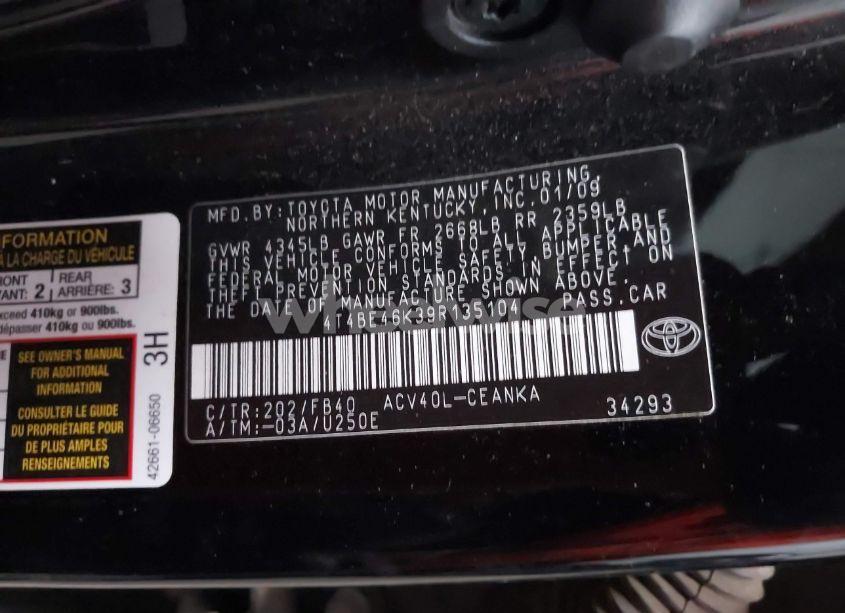 MFD. BY: TOYOTA MOTOR MANUFACTURING,
NORTHERN KENTUCKY, INC. 01/09
GVWR 4345LB GAWR FR 2668LB RR 2359LB
THIS VEHICLE CONFORMS TO ALL APPLICABLE
FEDERAL MOTOR VEHICLE SAFETY, BUMPER, AND
THEFT PREVENTION STANDARDS IN EFFECT ON
THE DATE OF MANUFACTURE SHOWN ABOVE.
4T4BE46K39R135104 PASS.CAR
C/TR:202/FB40 ACV40L-CEANKA
A/TM:-03A/U250E 34293
FORMATION
À LA CHARGE DU VÉHICULE
RONT REAR
VANT: 2 ARRIÈRE: 3
xceed 410kg or 900lbs.
dépasser 410kg ou 900lbs.
SEE OWNER'S MANUAL
FOR ADDITIONAL
INFORMATION
CONSULTER LE GUIDE
DU PROPRIÉTAIRE POUR
DE PLUS AMPLES
RENSEIGNEMENTS
3H
42661-06650